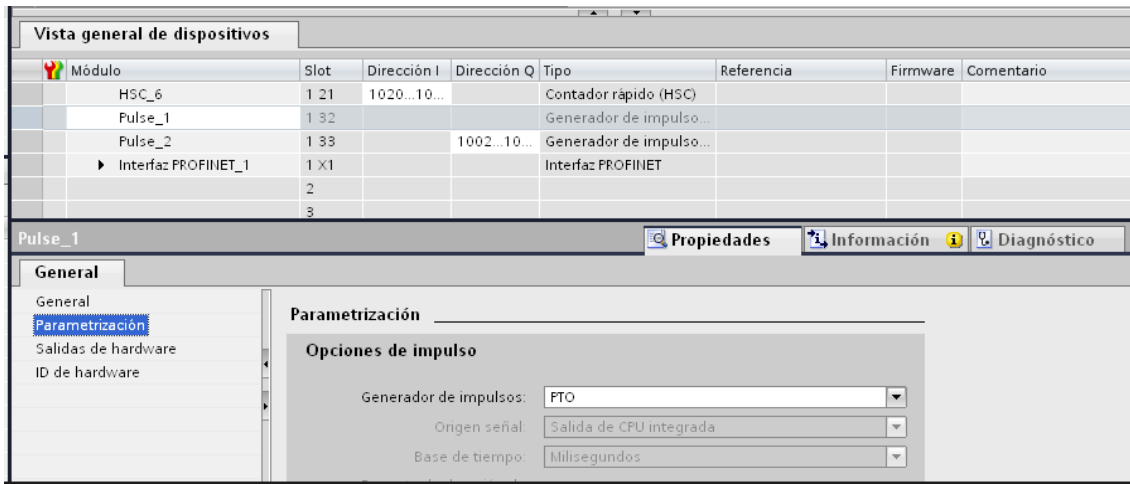 Vista general de dispositivos
Módulo Slot Dirección I Dirección Q Tipo Referencia Firmware Comentario
HSC_6 1 21 1020...10... Contador rápido (HSC)
Pulse_1 1 32 Generador de impulso...
Pulse_2 1 33 1002...10... Generador de impulso...
Interfaz PROFINET_1 1 X1 Interfaz PROFINET
2
3
Pulse_1 Propiedades Información Diagnóstico
General
General
Parametrización
Salidas de hardware
ID de hardware
Parametrización
Opciones de impulso
Generador de impulsos: PTO
Origen señal: Salida de CPU integrada
Base de tiempo: Milisegundos